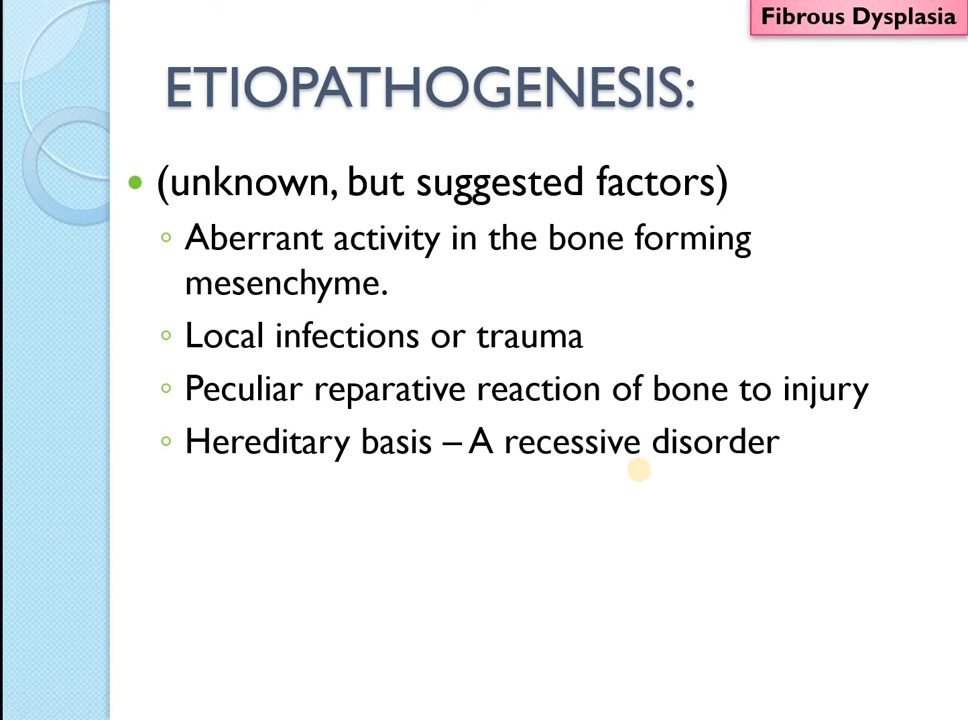 Fibrous Dysplasia
ETIOPATHOGENESIS:
(unknown, but suggested factors)
Aberrant activity in the bone forming
mesenchyme.
Local infections or trauma
Peculiar reparative reaction of bone to injury
Hereditary basis – A recessive disorder